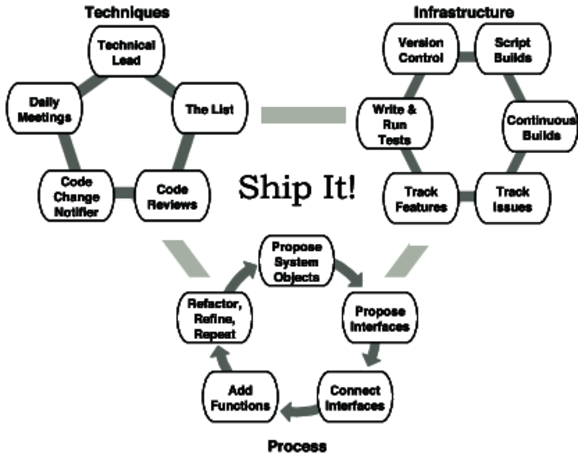 Techniques
Technical
Lead
Daily
Meetings
The List
Code
Change
Notifier
Code
Reviews
Infrastructure
Version
Control
Script
Builds
Write &
Run
Tests
Continuous
Builds
Track
Features
Track
Issues
Ship It!
Propose
System
Objects
Refactor,
Refine,
Repeat
Propose
Interfaces
Add
Functions
Connect
Interfaces
Process